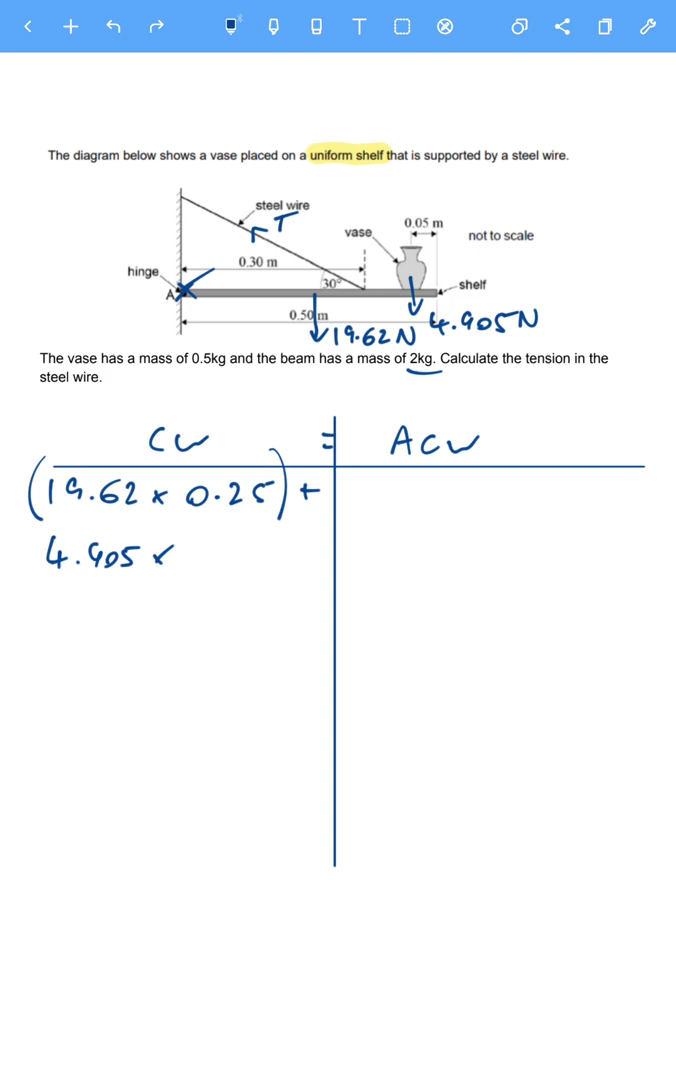 The diagram below shows a vase placed on a uniform shelf that is supported by a steel wire.
steel wire
T
vase
0.05 m
not to scale
0.30 m
hinge
30°
shelf
A
0.50 m
19.62N
4.905N
The vase has a mass of 0.5kg and the beam has a mass of 2kg. Calculate the tension in the
steel wire.
CW = ACW
(19.62 × 0.25) +
4.905 ×